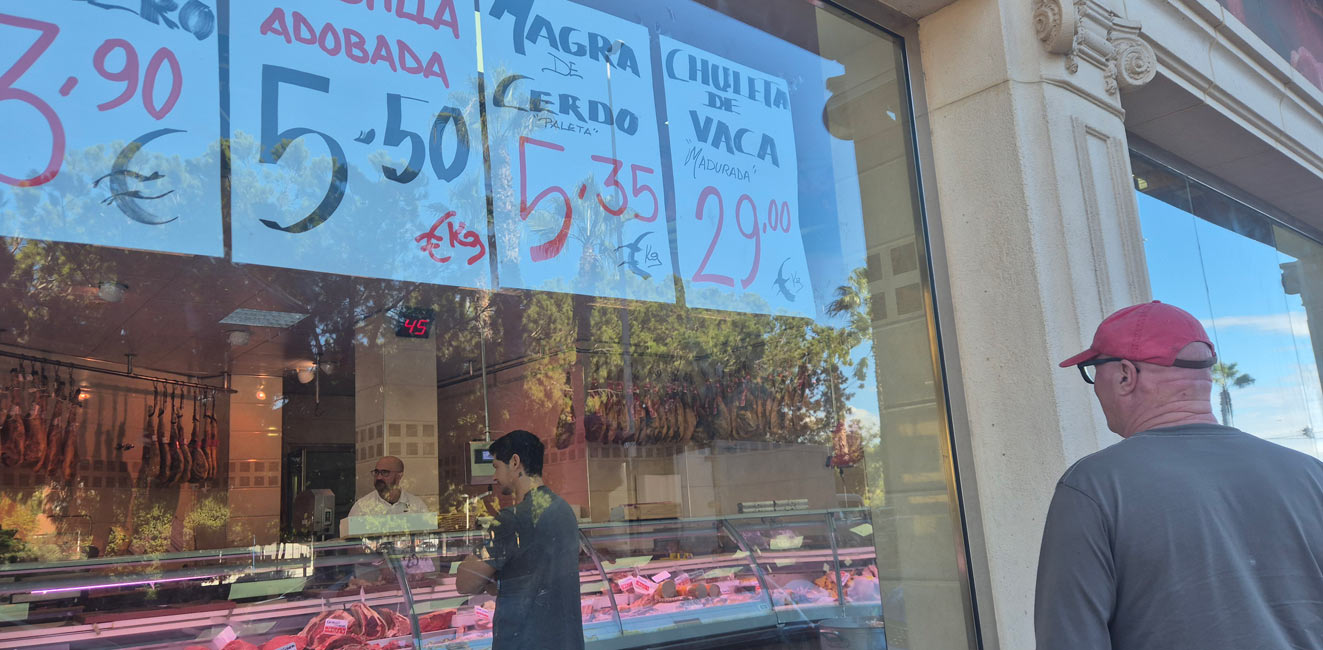 3'90
€
ADOBADA
5'50
€Kg
MAGRA
DE
CERDO
"PALETA"
5'35
€Kg
CHULETA
DE
VACA
"MADURADA"
29'00
€Kg
45